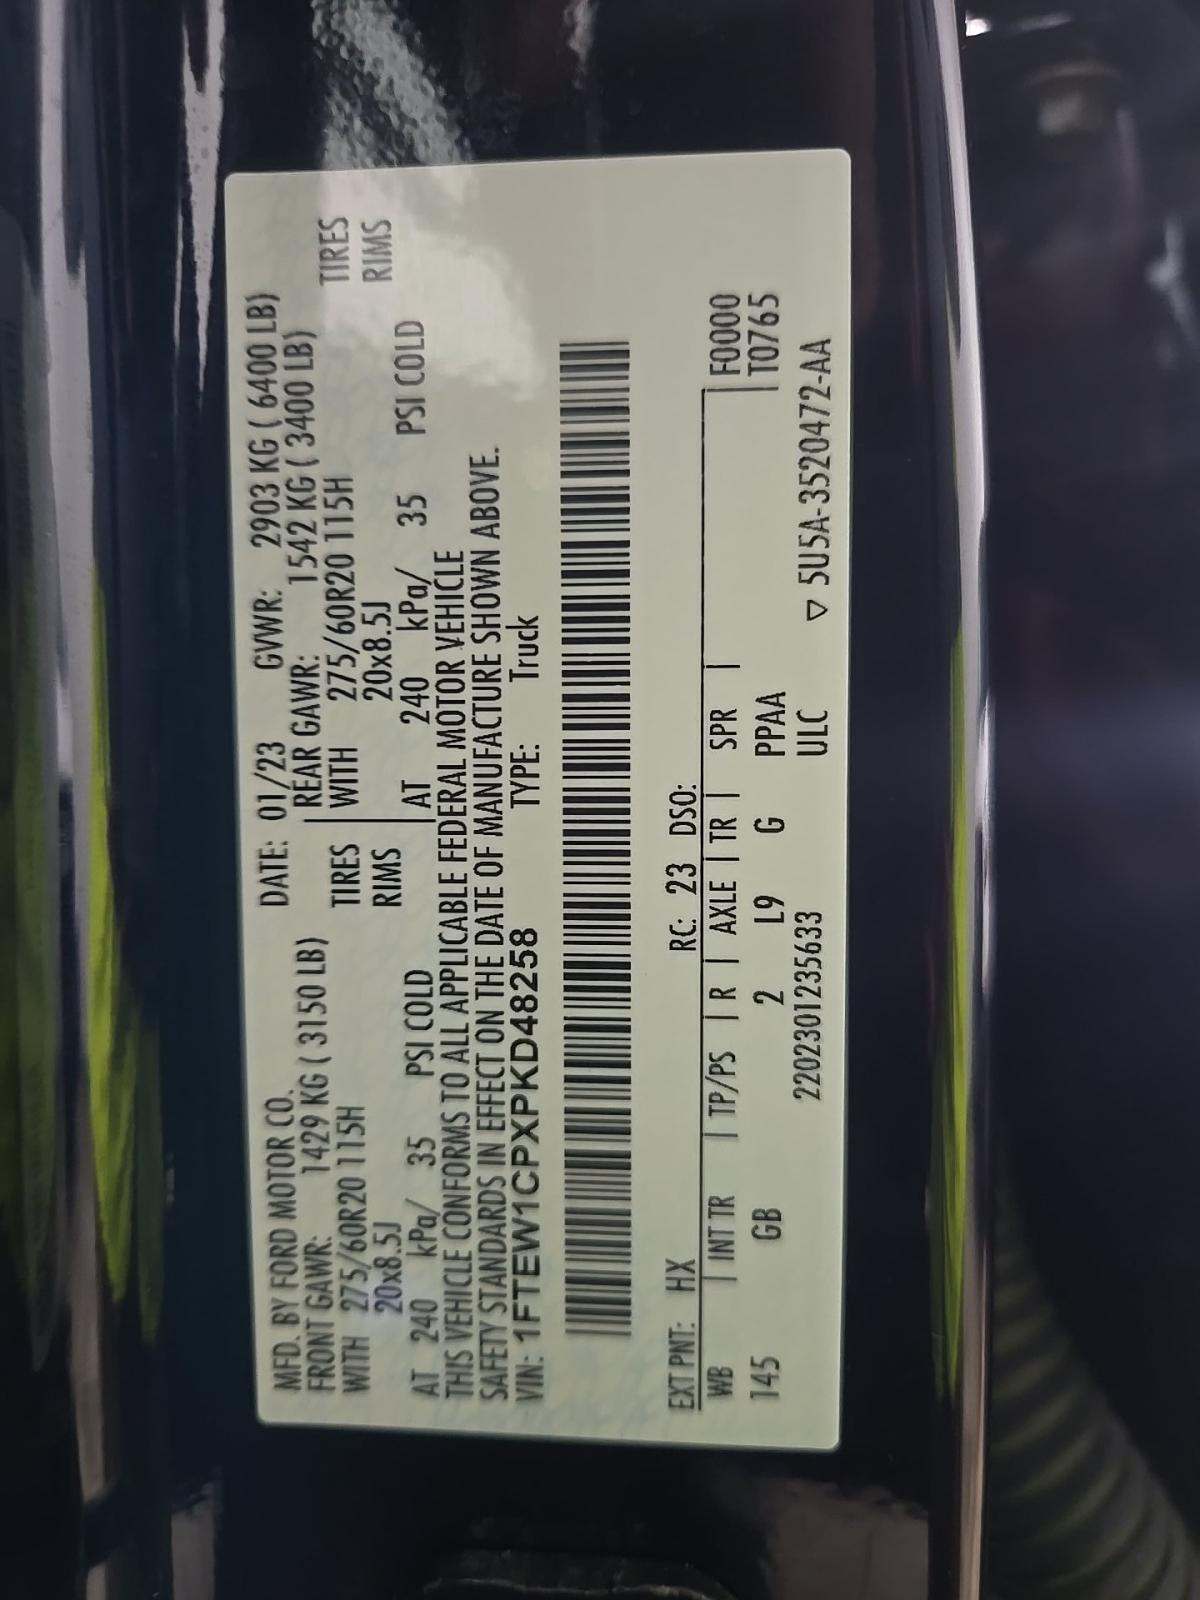 MFD. BY FORD MOTOR CO. DATE: 01/23 GVWR: 2903 KG ( 6400 LB)
FRONT GAWR: 1429 KG ( 3150 LB) REAR GAWR: 1542 KG ( 3400 LB)
WITH 275/60R20 115H TIRES WITH 275/60R20 115H TIRES
20x8.5J RIMS 20x8.5J RIMS
AT 240 kPa/ 35 PSI COLD AT 240 kPa/ 35 PSI COLD
THIS VEHICLE CONFORMS TO ALL APPLICABLE FEDERAL MOTOR VEHICLE
SAFETY STANDARDS IN EFFECT ON THE DATE OF MANUFACTURE SHOWN ABOVE.
VIN: 1FTEW1CPXPKD48258 TYPE: Truck
EXT PNT: HX RC: 23 DSO:
WB | INT TR | TP/PS | R | AXLE | TR | SPR | | F0000
145 GB 2 L9 G PPAA | T0765
2202301235633 ULC ▽ 5U5A-3520472-AA